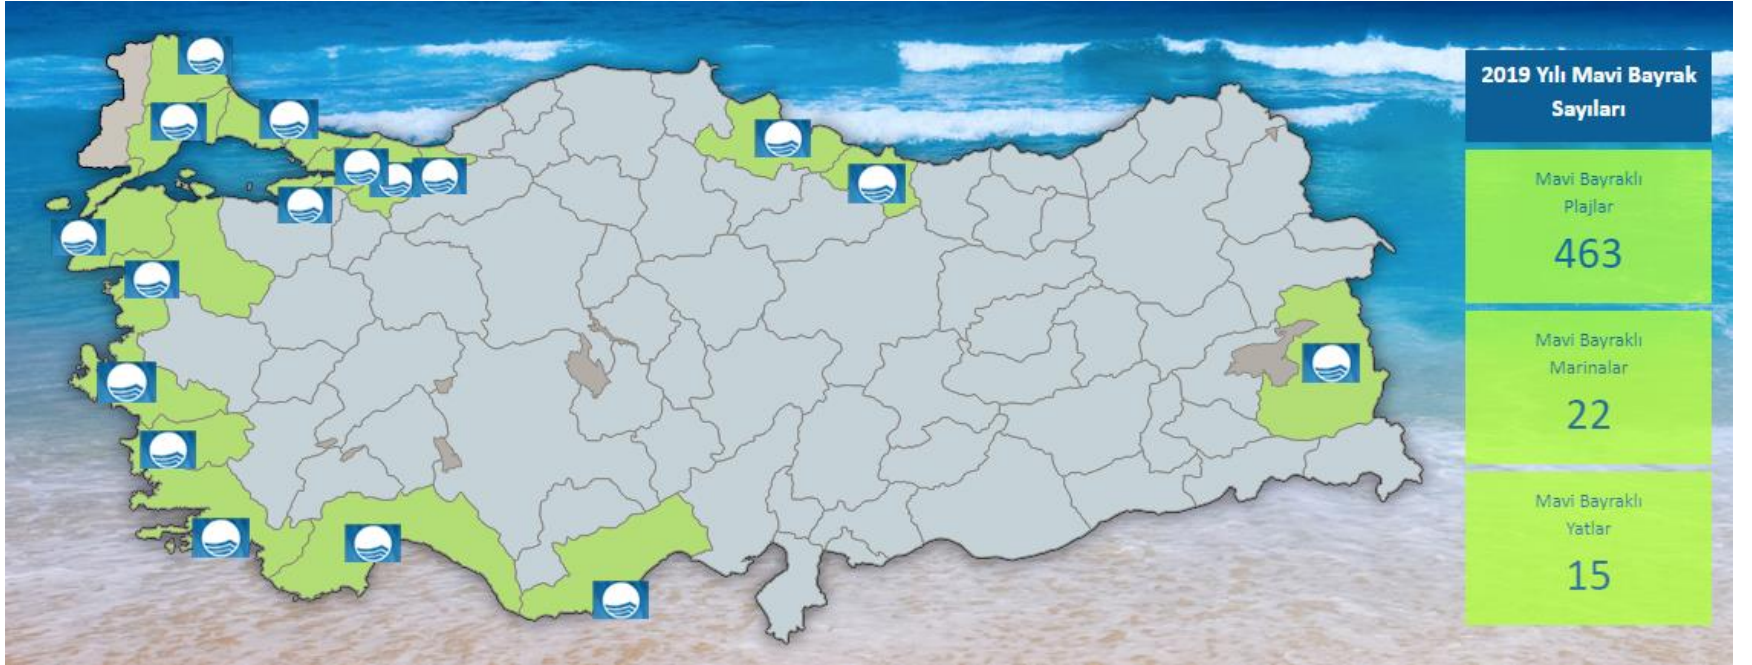 2019 Yılı Mavi Bayrak
Sayıları
Mavi Bayraklı
Plajlar
463
Mavi Bayraklı
Marinalar
22
Mavi Bayraklı
Yatlar
15